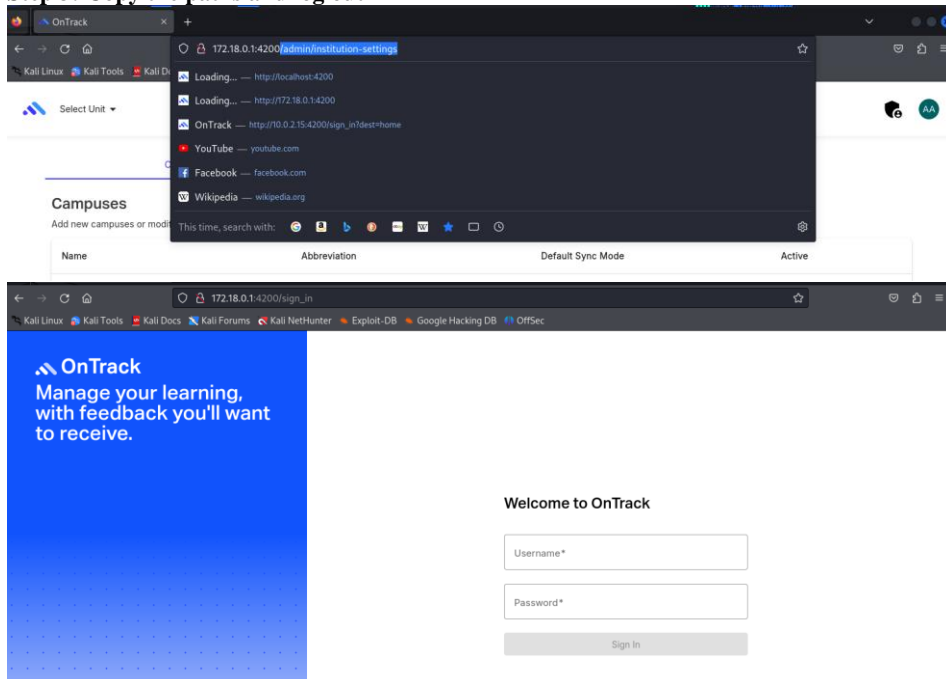 OnTrack
172.18.0.1:4200/admin/institution-settings
Kali Linux Kali Tools Kali D
Loading... — http://localhost:4200
Loading... — http://172.18.0.1:4200
OnTrack — http://10.0.2.15:4200/sign_in?dest=home
YouTube — youtube.com
Facebook — facebook.com
Wikipedia — wikipedia.org
This time, search with:
Select Unit
AA
Campuses
Add new campuses or modif
Name Abbreviation Default Sync Mode Active
172.18.0.1:4200/sign_in
Kali Linux Kali Tools Kali Docs Kali Forums Kali NetHunter Exploit-DB Google Hacking DB OffSec
OnTrack
Manage your learning,
with feedback you'll want
to receive.
Welcome to OnTrack
Username*
Password*
Sign In